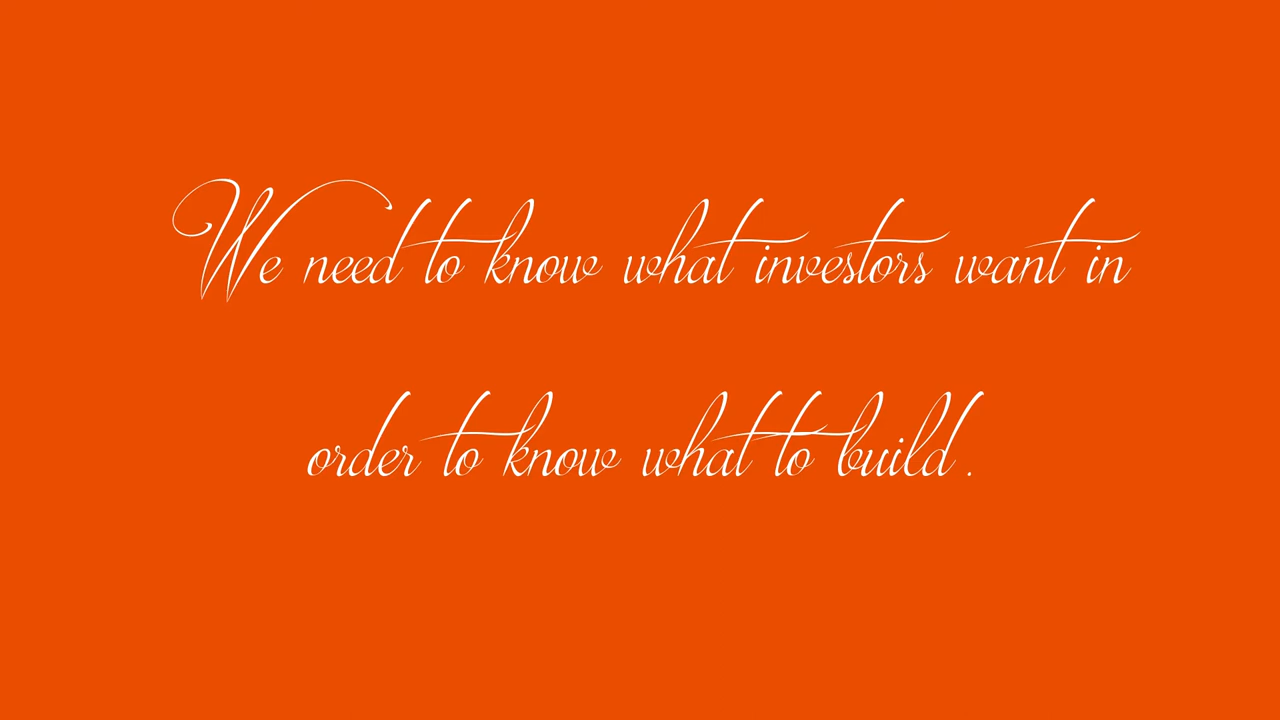 We need to know what investors want in
order to know what to build.